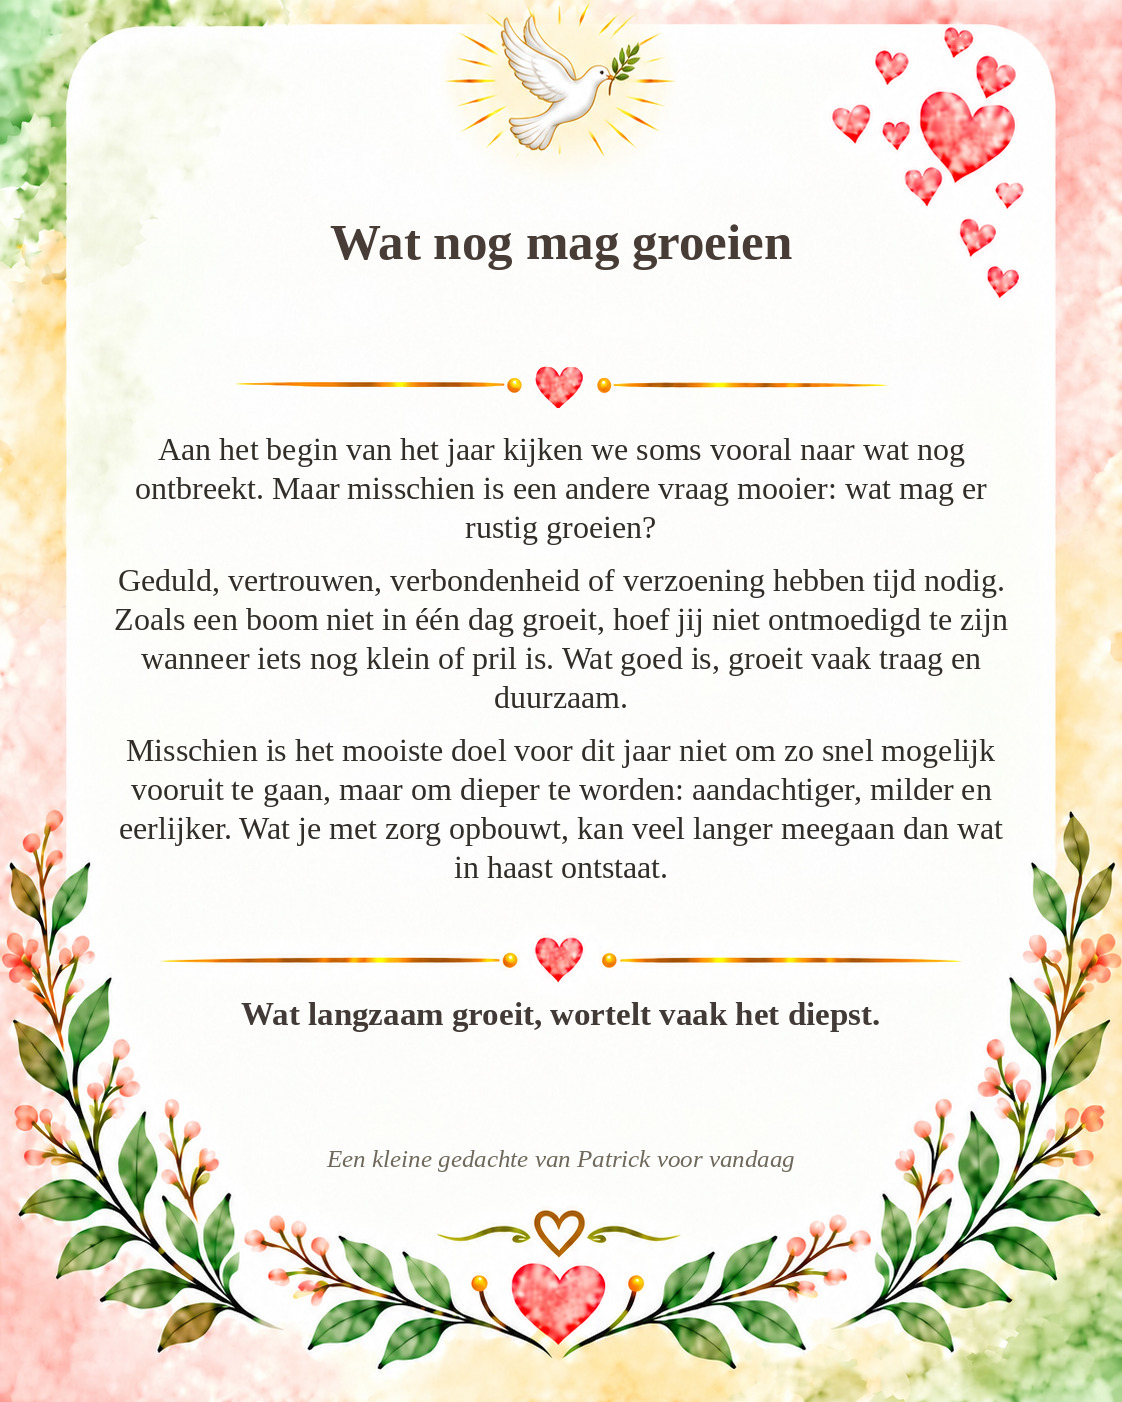 Wat nog mag groeien
Aan het begin van het jaar kijken we soms vooral naar wat nog
ontbreekt. Maar misschien is een andere vraag mooier: wat mag er
rustig groeien?
Geduld, vertrouwen, verbondenheid of verzoening hebben tijd nodig.
Zoals een boom niet in één dag groeit, hoef jij niet ontmoedigd te zijn
wanneer iets nog klein of pril is. Wat goed is, groeit vaak traag en
duurzaam.
Misschien is het mooiste doel voor dit jaar niet om zo snel mogelijk
vooruit te gaan, maar om dieper te worden: aandachtiger, milder en
eerlijker. Wat je met zorg opbouwt, kan veel langer meegaan dan wat
in haast ontstaat.
Wat langzaam groeit, wortelt vaak het diepst.
Een kleine gedachte van Patrick voor vandaag